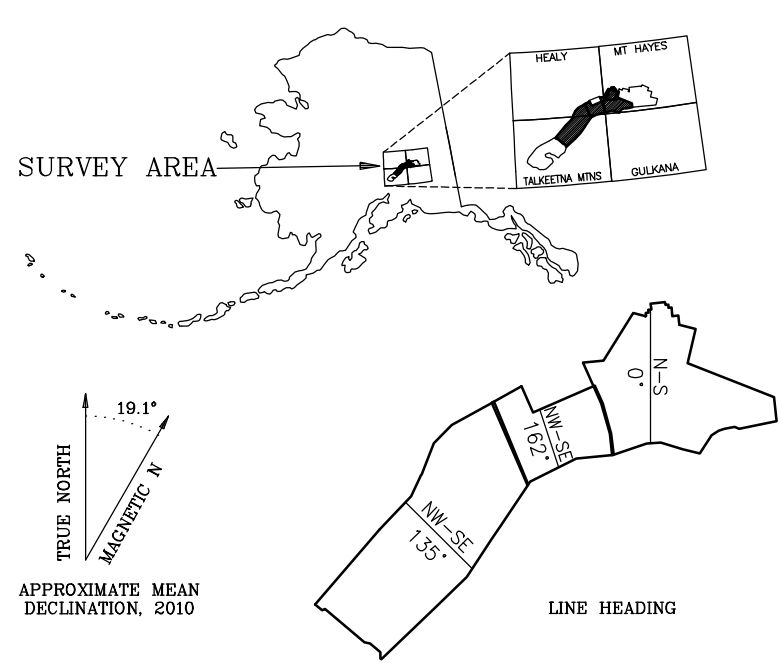 HEALY
MT HAYES
SURVEY AREA
TALKEETNA MTNS
GULKANA
N-S
0°
19.1°
NW-SE
162°
TRUE NORTH
MAGNETIC N
NW-SE
135°
APPROXIMATE MEAN
DECLINATION, 2010
LINE HEADING